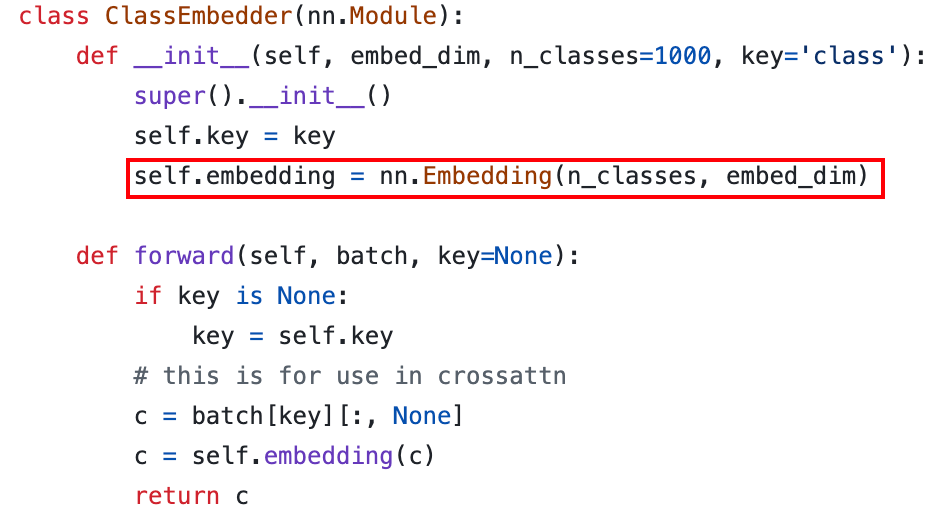 class ClassEmbedder(nn.Module):
    def __init__(self, embed_dim, n_classes=1000, key='class'):
        super().__init__()
        self.key = key
        self.embedding = nn.Embedding(n_classes, embed_dim)

    def forward(self, batch, key=None):
        if key is None:
            key = self.key
        # this is for use in crossattn
        c = batch[key][:, None]
        c = self.embedding(c)
        return c